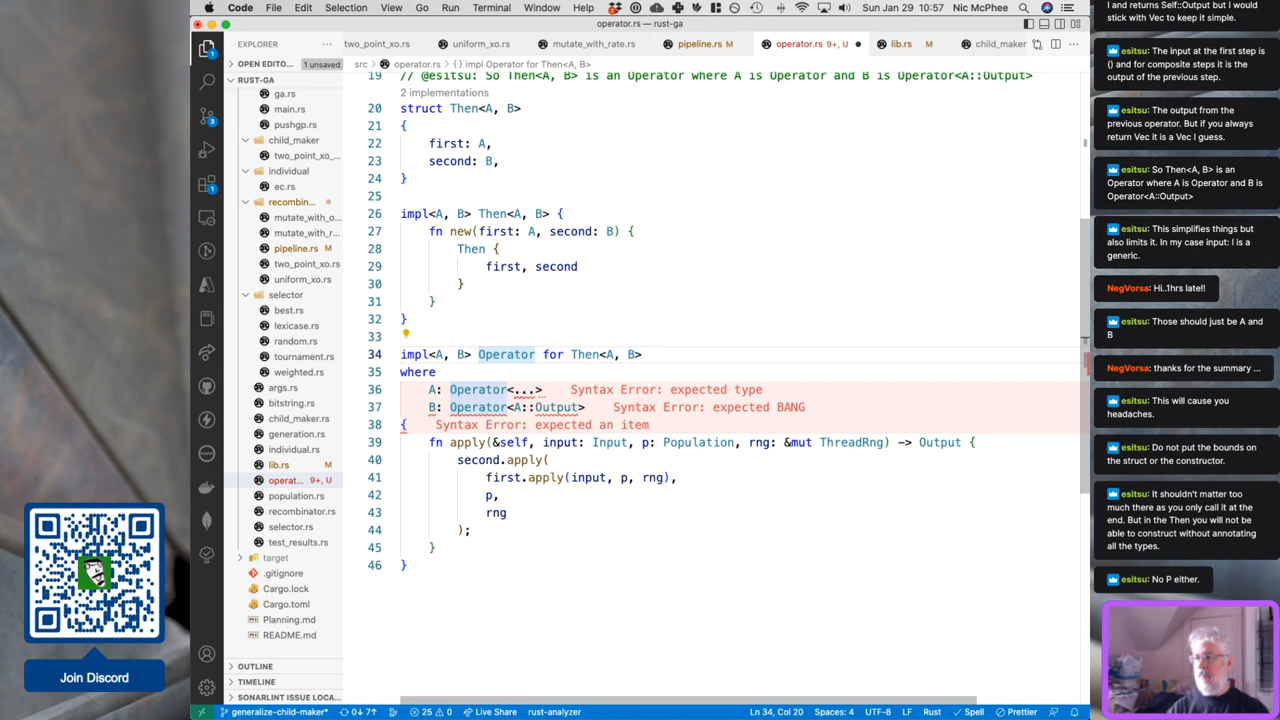 Code File Edit Selection View Go Run Terminal Window Help
Sun Jan 29 10:57 Nic McPhee
operator.rs — rust-ga
EXPLORER
two_point_xo.rs uniform_xo.rs mutate_with_rate.rs pipeline.rs M operator.rs 9+, U lib.rs M child_maker
OPEN EDITO... 1 unsaved
src > operator.rs > {} impl Operator for Then<A, B>
RUST-GA
ga.rs
main.rs
pushgp.rs
child_maker
two_point_xo...
individual
ec.rs
recombin...
mutate_with_o...
mutate_with_r...
pipeline.rs M
two_point_xo.rs
uniform_xo.rs
selector
best.rs
lexicase.rs
random.rs
tournament.rs
weighted.rs
args.rs
bitstring.rs
child_maker.rs
generation.rs
individual.rs
lib.rs M
operat... 9+, U
population.rs
recombinator.rs
selector.rs
test_results.rs
target
.gitignore
Cargo.lock
Cargo.toml
Planning.md
README.md
OUTLINE
TIMELINE
SONARLINT ISSUE LOCA...
19 // @esitsu: So Then<A, B> is an Operator where A is Operator and B is Operator<A::Output>
2 implementations
20 struct Then<A, B>
21 {
22 first: A,
23 second: B,
24 }
25
26 impl<A, B> Then<A, B> {
27 fn new(first: A, second: B) {
28 Then {
29 first, second
30 }
31 }
32 }
33
34 impl<A, B> Operator for Then<A, B>
35 where
36 A: Operator<...> Syntax Error: expected type
37 B: Operator<A::Output> Syntax Error: expected BANG
38 { Syntax Error: expected an item
39 fn apply(&self, input: Input, p: Population, rng: &mut ThreadRng) -> Output {
40 second.apply(
41 first.apply(input, p, rng),
42 p,
43 rng
44 );
45 }
46 }
generalize-child-maker* 0↓ 7↑ 25 0 Live Share rust-analyzer
Ln 34, Col 20 Spaces: 4 UTF-8 LF Rust Spell Prettier
Join Discord
I and returns Self::Output but I would
stick with Vec to keep it simple.
esitsu: The input at the first step is
() and for composite steps it is the
output of the previous step.
esitsu: The output from the
previous operator. But if you always
return Vec it is a Vec I guess.
esitsu: So Then<A, B> is an
Operator where A is Operator and B is
Operator<A::Output>
esitsu: This simplifies things but
also limits it. In my case input: I is a
generic.
NegVorsa: Hi..1hrs late!!
esitsu: Those should just be A and
B
NegVorsa: thanks for the summary ...
esitsu: This will cause you
headaches.
esitsu: Do not put the bounds on
the struct or the constructor.
esitsu: It shouldn't matter too
much there as you only call it at the
end. But in the Then you will not be
able to construct without annotating
all the types.
esitsu: No P either.